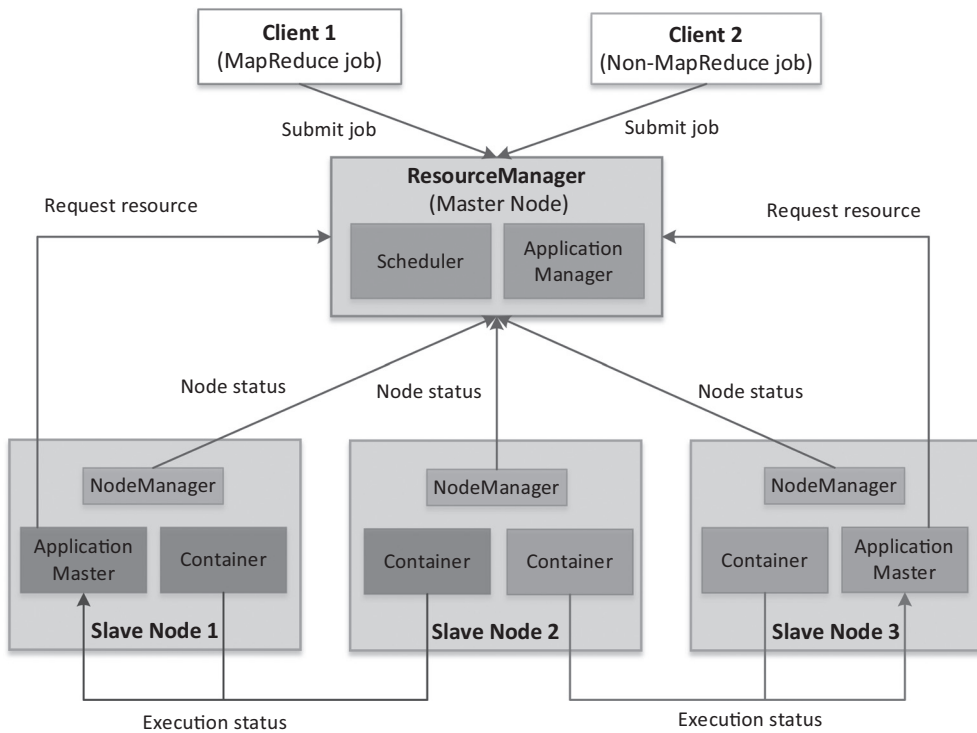 Client 1
(MapReduce job)
Client 2
(Non-MapReduce job)
Submit job
Submit job
ResourceManager
(Master Node)
Scheduler
Application
Manager
Request resource
Request resource
Node status
Node status
Node status
NodeManager
Application
Master
Container
Slave Node 1
NodeManager
Container
Container
Slave Node 2
NodeManager
Container
Application
Master
Slave Node 3
Execution status
Execution status